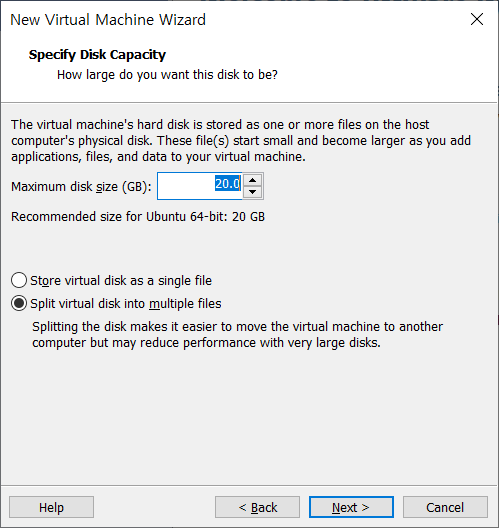 New Virtual Machine Wizard
Specify Disk Capacity
How large do you want this disk to be?
The virtual machine's hard disk is stored as one or more files on the host
computer's physical disk. These file(s) start small and become larger as you add
applications, files, and data to your virtual machine.
Maximum disk size (GB): 20.0
Recommended size for Ubuntu 64-bit: 20 GB
Store virtual disk as a single file
Split virtual disk into multiple files
Splitting the disk makes it easier to move the virtual machine to another
computer but may reduce performance with very large disks.
Help < Back Next > Cancel